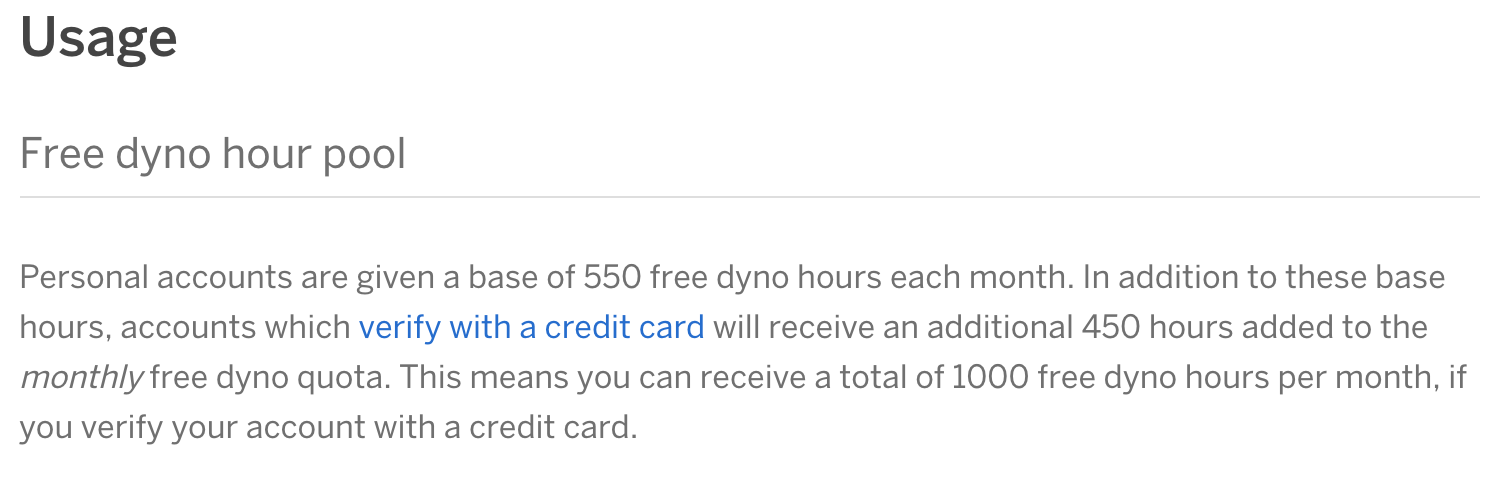 Usage
Free dyno hour pool
Personal accounts are given a base of 550 free dyno hours each month. In addition to these base
hours, accounts which verify with a credit card will receive an additional 450 hours added to the
monthly free dyno quota. This means you can receive a total of 1000 free dyno hours per month, if
you verify your account with a credit card.